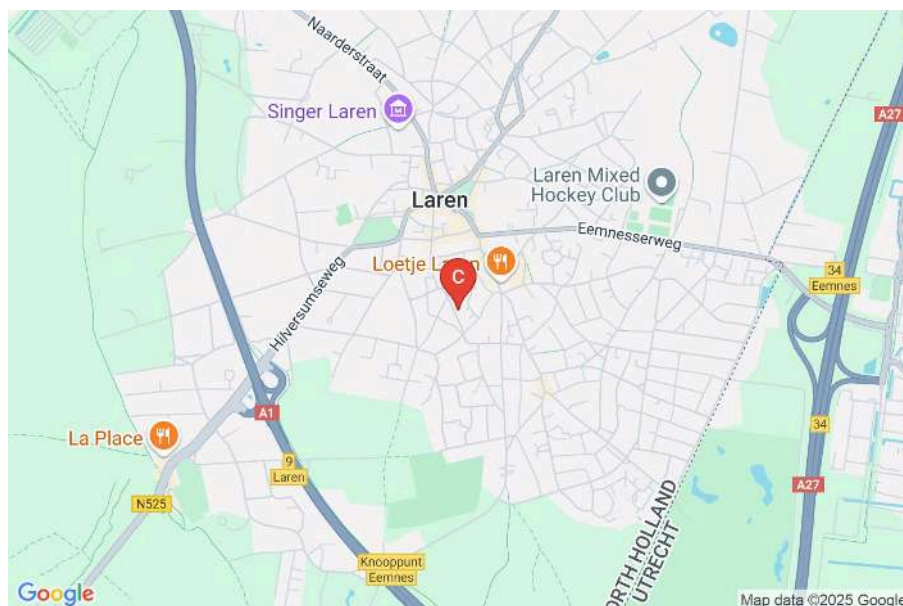 Naarderstraat
Singer Laren
A27
Laren Mixed
Hockey Club
Laren
Eemnesserweg
Loetje Laren
C
34
Eemnes
Hilversumseweg
A1
La Place
34
9
Laren
N525
A27
NORTH HOLLAND
UTRECHT
Knooppunt
Eemnes
Google
Map data ©2025 Google